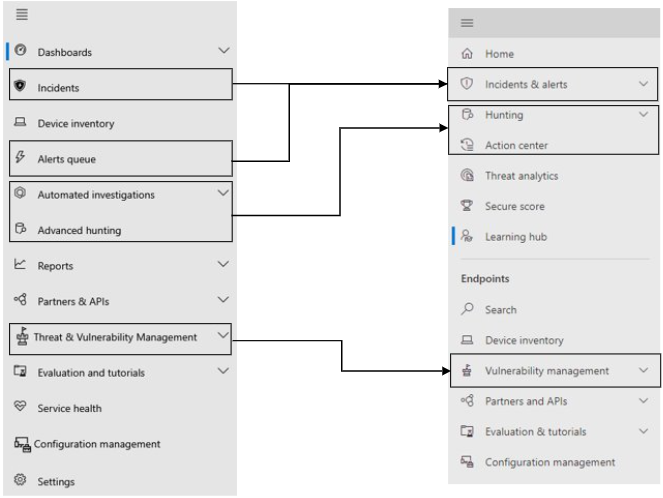 Dashboards
Incidents
Device inventory
Alerts queue
Automated investigations
Advanced hunting
Reports
Partners & APIs
Threat & Vulnerability Management
Evaluation and tutorials
Service health
Configuration management
Settings
Home
Incidents & alerts
Hunting
Action center
Threat analytics
Secure score
Learning hub
Endpoints
Search
Device inventory
Vulnerability management
Partners and APIs
Evaluation & tutorials
Configuration management